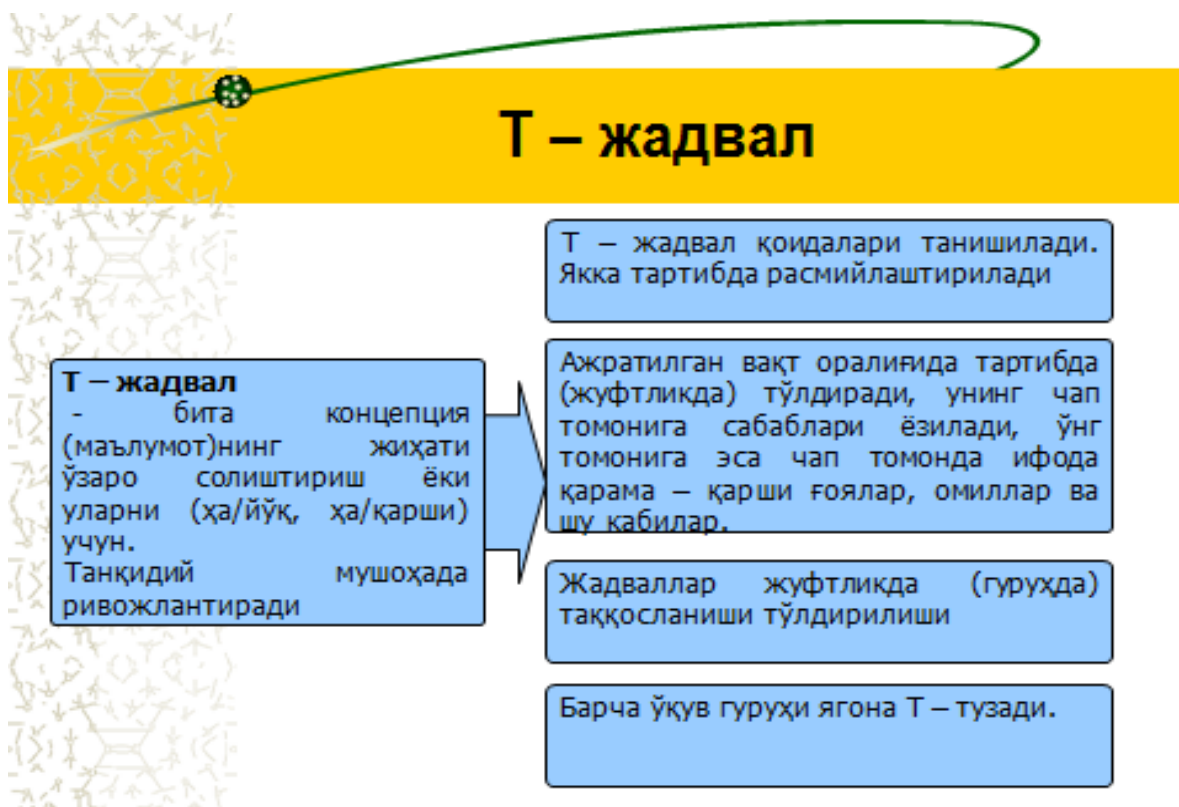 Т – жадвал
Т – жадвал қоидалари танишилади.
Якка тартибда расмийлаштирилади
Т – жадвал
- бита концепция
(маълумот)нинг жиҳати
ўзаро солиштириш ёки
уларни (ҳа/йўқ, ҳа/қарши)
учун.
Танқидий мушоҳада
ривожлантиради
Ажратилган вақт оралиғида тартибда
(жуфтликда) тўлдиради, унинг чап
томонига сабаблари ёзилади, ўнг
томонига эса чап томонда ифода
қарама – қарши ғоялар, омиллар ва
шу кабилар.
Жадваллар жуфтликда (гуруҳда)
таққосланиши тўлдирилиши
Барча ўқув гуруҳи ягона Т – тузади.